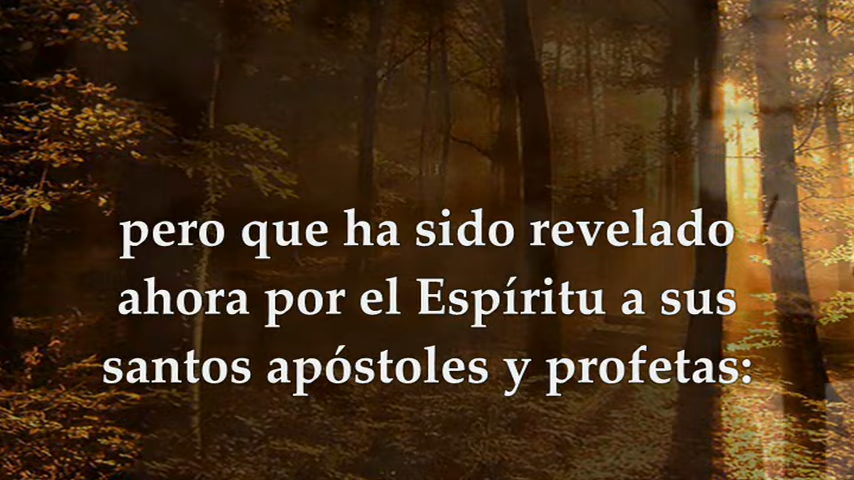 pero que ha sido revelado
ahora por el Espíritu a sus
santos apóstoles y profetas: